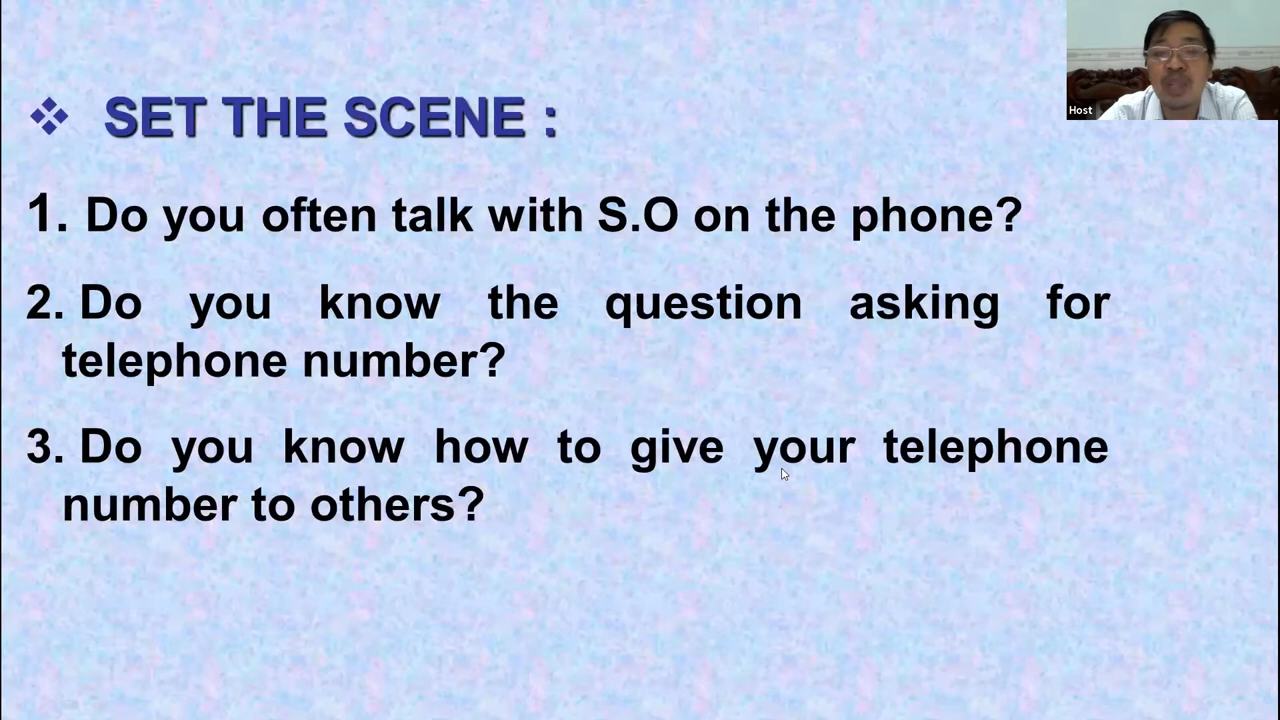 Host
❖ SET THE SCENE :
1. Do you often talk with S.O on the phone?
2. Do you know the question asking for
telephone number?
3. Do you know how to give your telephone
number to others?